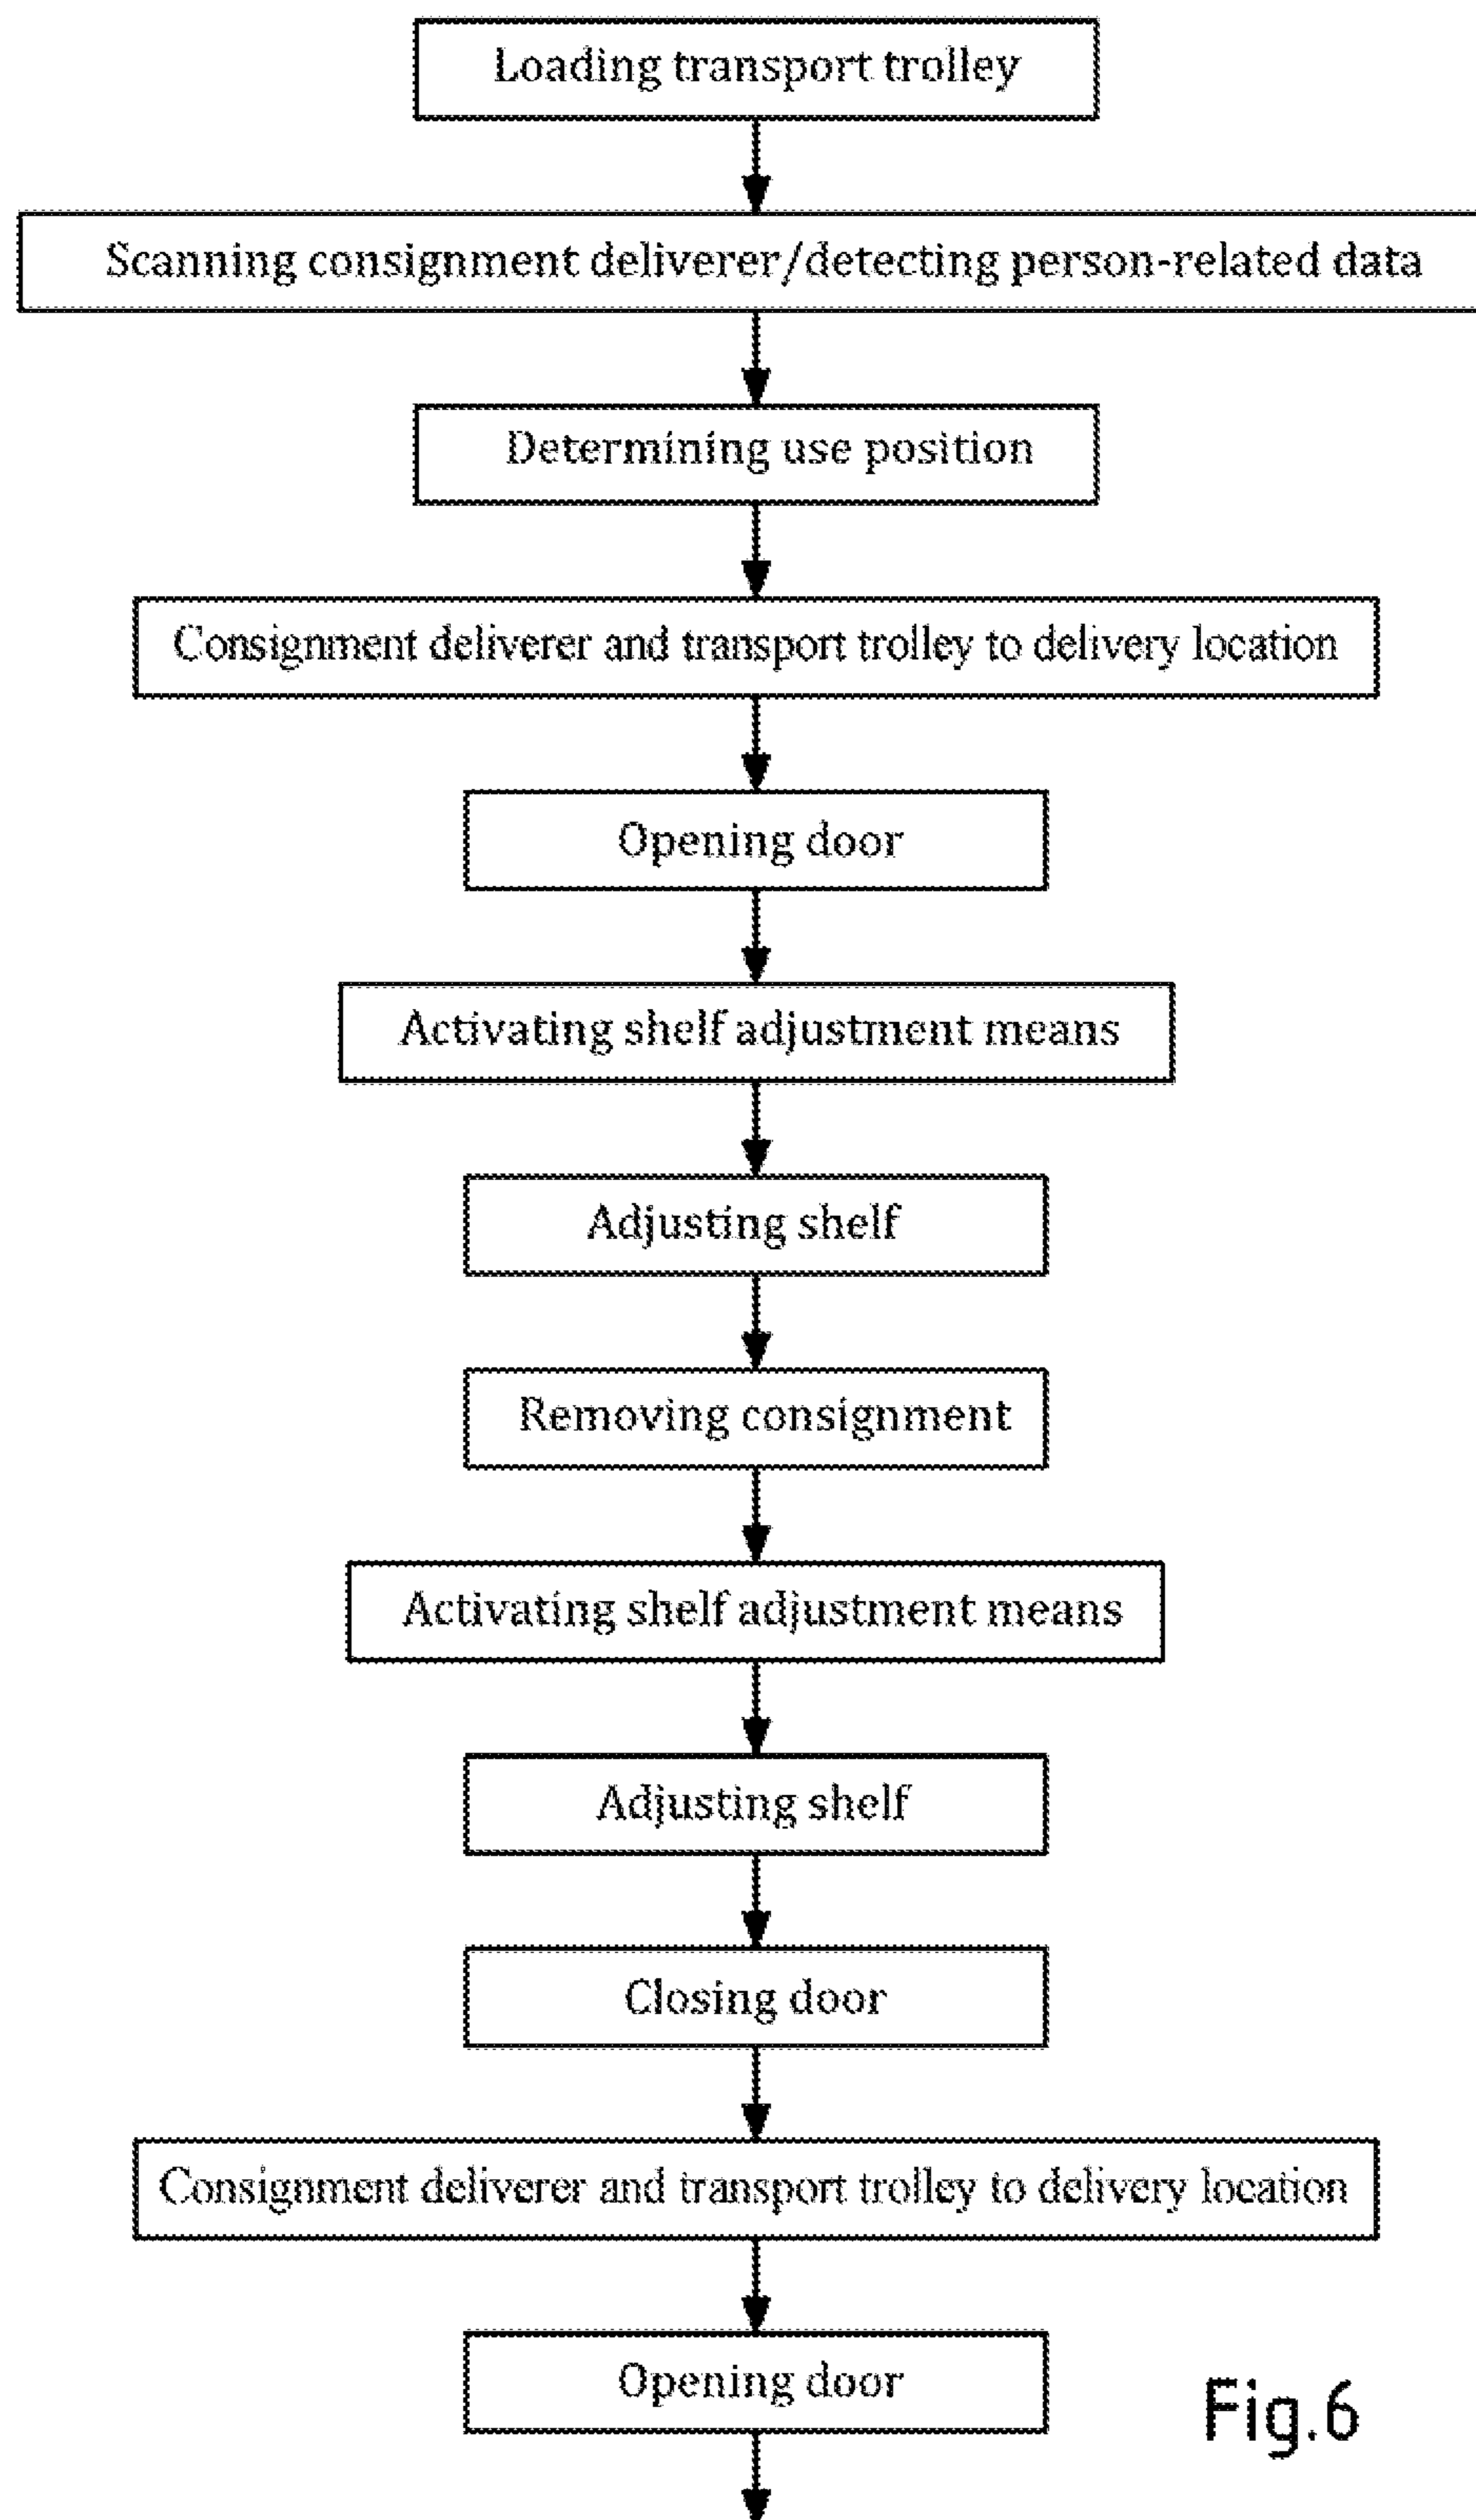 Loading transport trolley
Scanning consignment deliverer/detecting person-related data
Determining use position
Consignment deliverer and transport trolley to delivery location
Opening door
Activating shelf adjustment means
Adjusting shelf
Removing consignment
Activating shelf adjustment means
Adjusting shelf
Closing door
Consignment deliverer and transport trolley to delivery location
Opening door
Fig.6